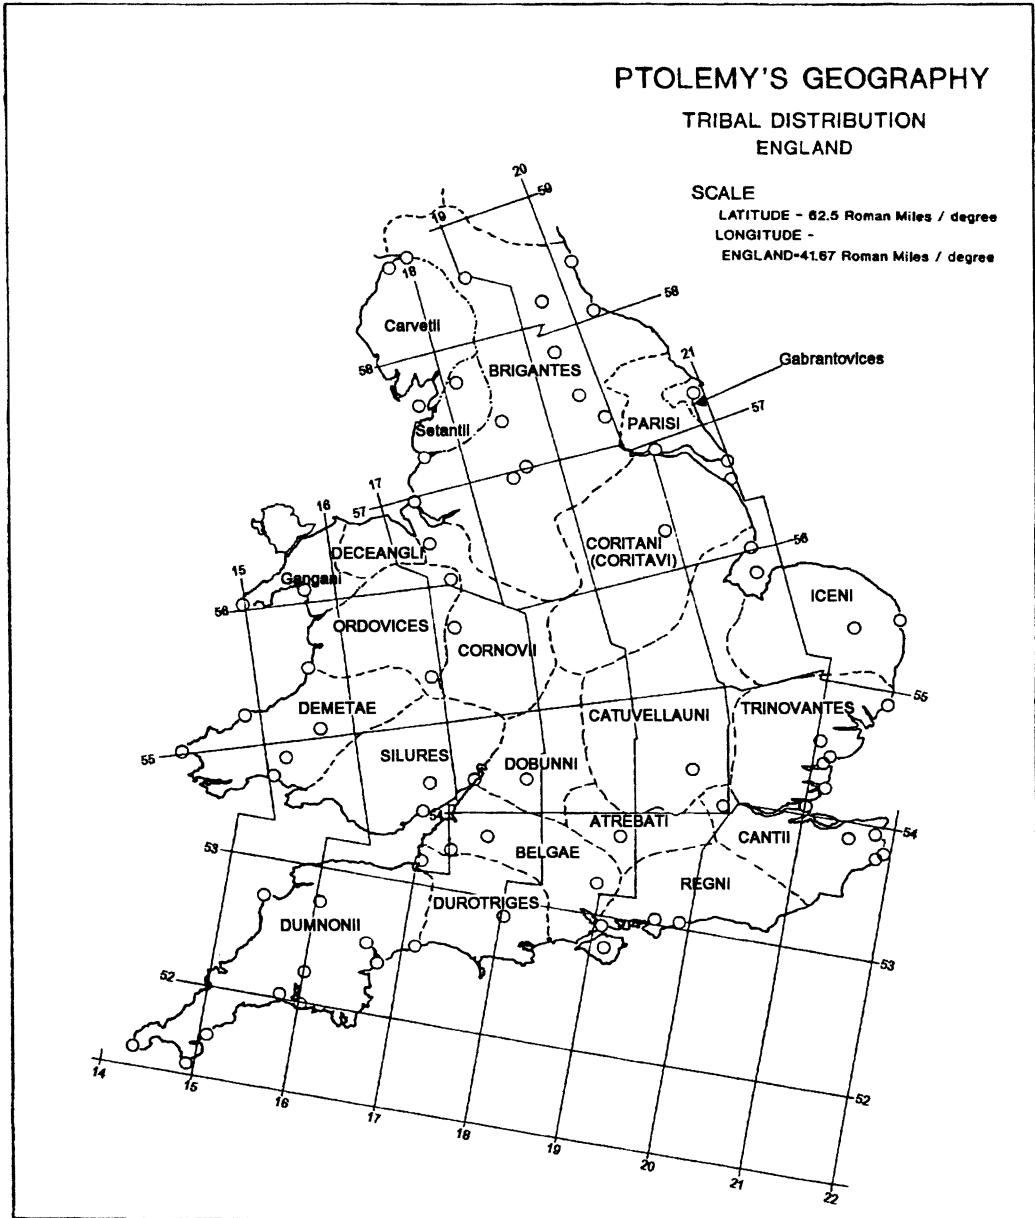 PTOLEMY'S GEOGRAPHY
TRIBAL DISTRIBUTION
ENGLAND
SCALE
LATITUDE - 62.5 Roman Miles / degree
LONGITUDE -
ENGLAND=41.67 Roman Miles / degree
20
59
19
18
58
Carvetii
58
BRIGANTES
21
Gabrantovices
57
Setantii
PARISI
17
57
16
DECEANGLI
CORITANI
(CORITAVI)
56
15
Gangani
56
ICENI
ORDOVICES
CORNOVII
55
DEMETAE
CATUVELLAUNI
TRINOVANTES
55
SILURES
DOBUNNI
54
ATREBATI
CANTII
54
53
BELGAE
REGNI
DUROTRIGES
DUMNONII
53
52
14
15
16
17
18
19
20
21
22
52